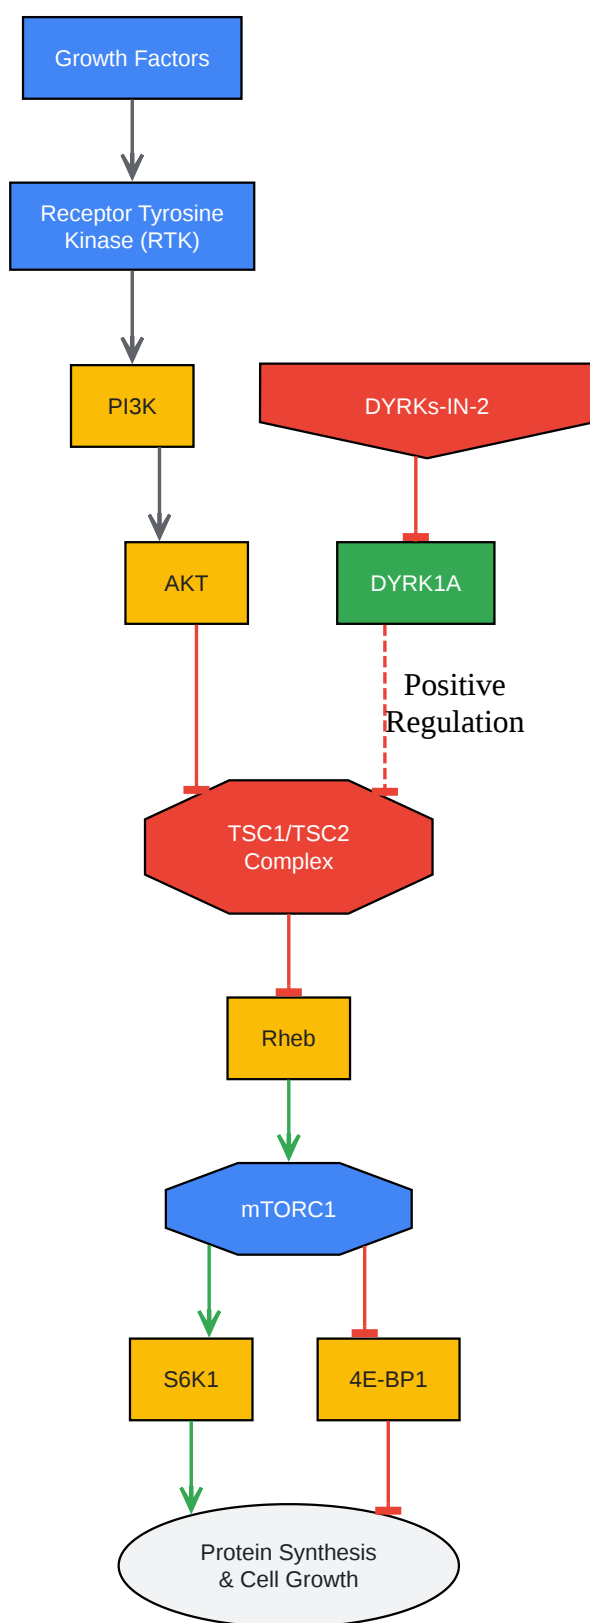 Growth Factors
Receptor Tyrosine
Kinase (RTK)
PI3K
DYRKs-IN-2
AKT
DYRK1A
Positive
Regulation
TSC1/TSC2
Complex
Rheb
mTORC1
S6K1
4E-BP1
Protein Synthesis
& Cell Growth